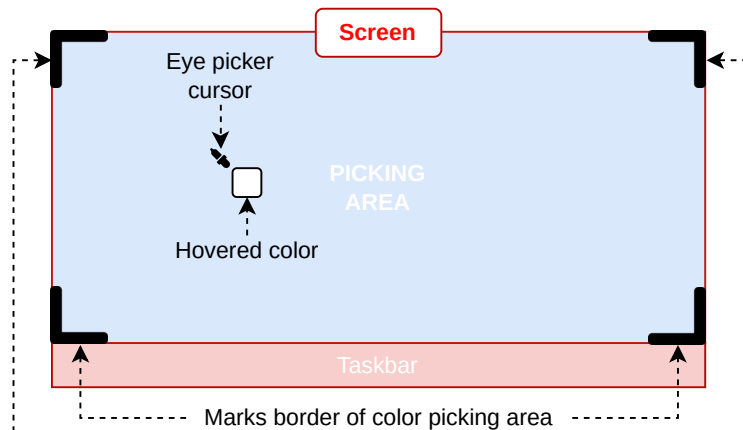 Screen
Eye picker
cursor
PICKING
AREA
Hovered color
Taskbar
Marks border of color picking area